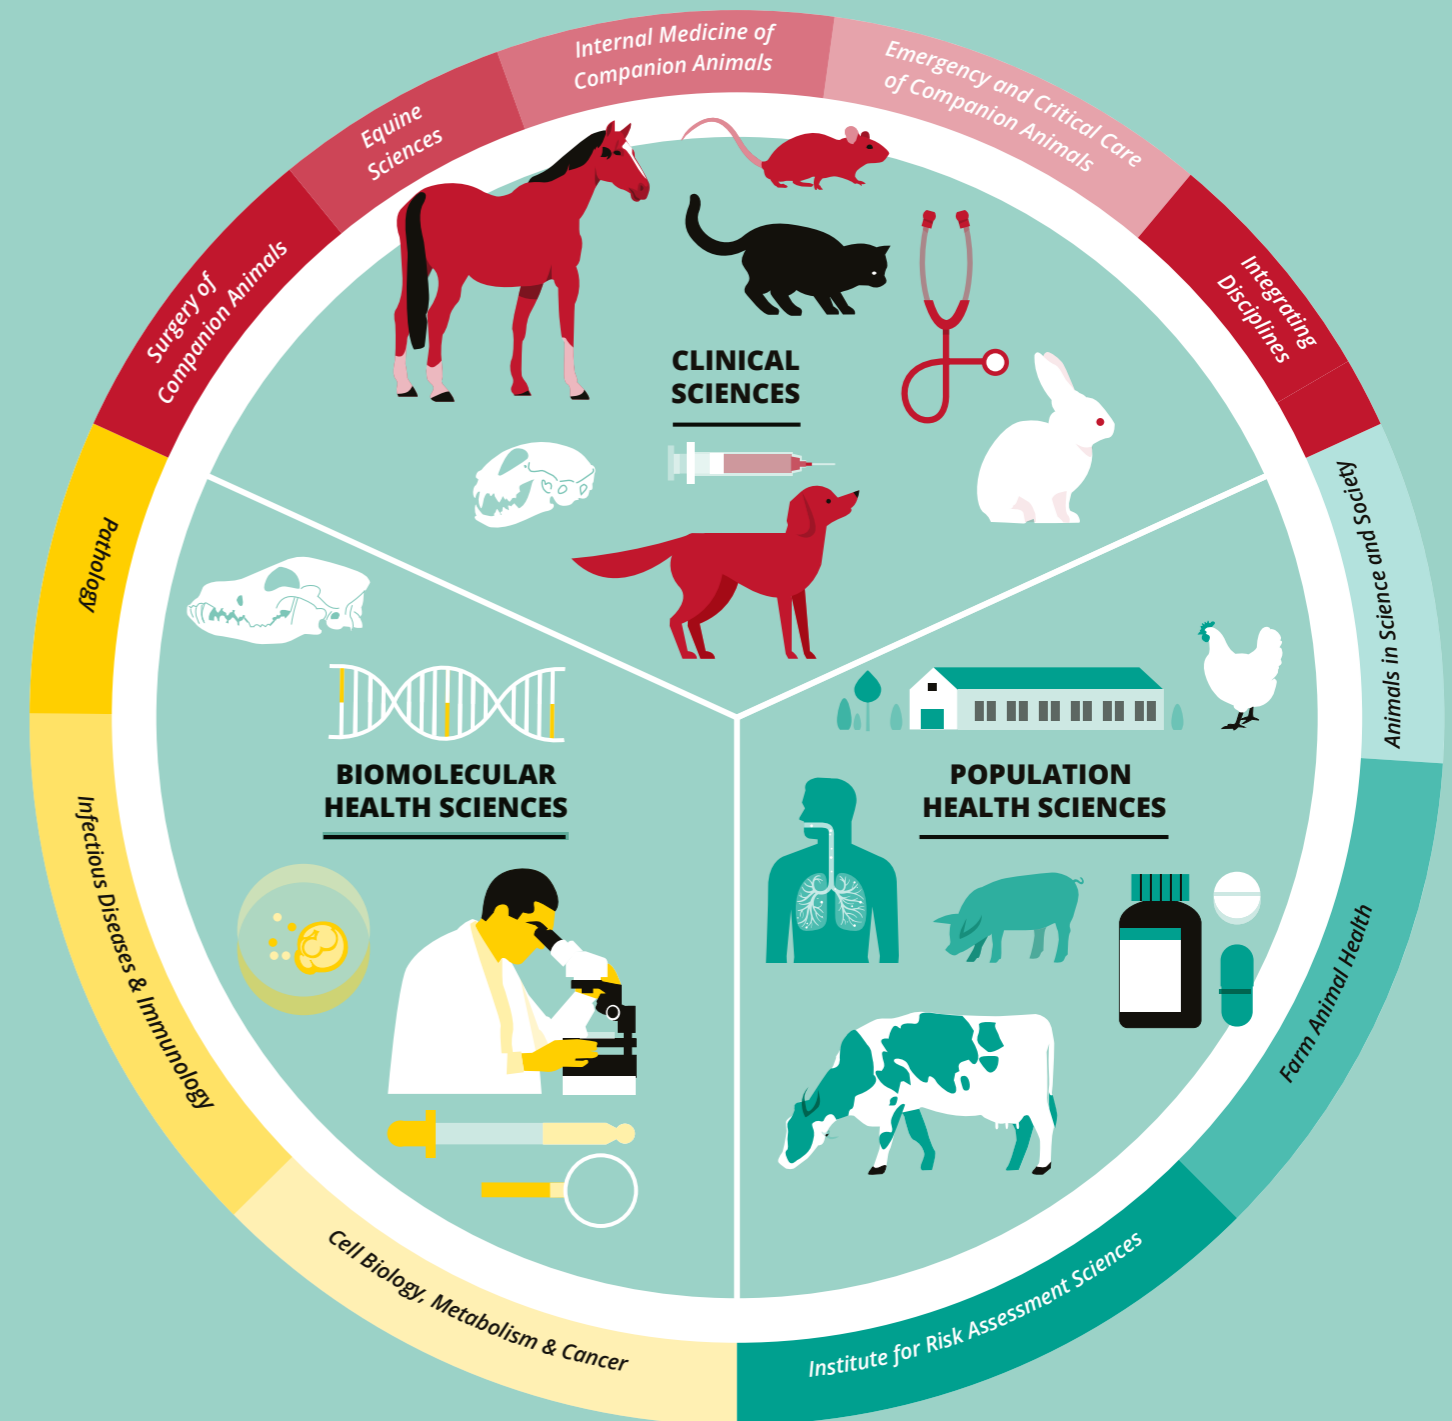 Internal Medicine of
Companion Animals
Emergency and Critical Care
of Companion Animals
Equine
Sciences
Surgery of
Companion Animals
Integrating
Disciplines
CLINICAL
SCIENCES
Pathology
Animals in Science and Society
BIOMOLECULAR
HEALTH SCIENCES
POPULATION
HEALTH SCIENCES
Infectious Diseases & Immunology
Farm Animal Health
Cell Biology, Metabolism & Cancer
Institute for Risk Assessment Sciences